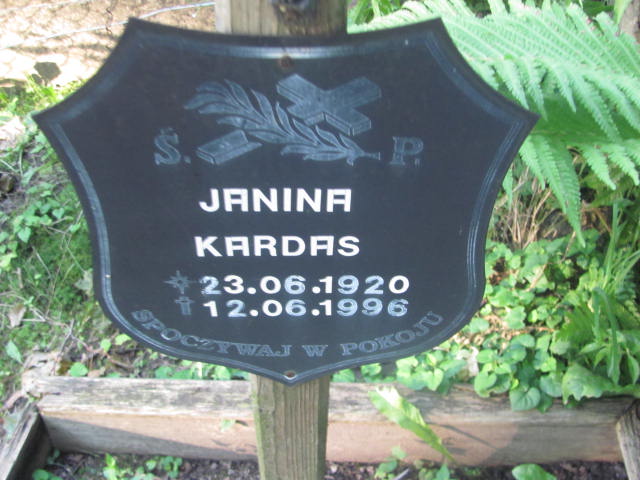 Ś. P.
JANINA
KARDAS
23.06.1920
12.06.1996
SPOCZYWAJ W POKOJU